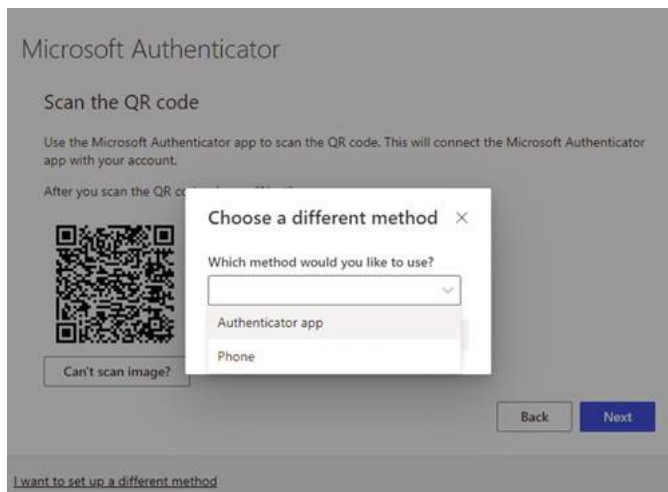 Microsoft Authenticator
Scan the QR code
Use the Microsoft Authenticator app to scan the QR code. This will connect the Microsoft Authenticator
app with your account.
After you scan the QR
Choose a different method
Which method would you like to use?
Authenticator app
Phone
Can't scan image?
Back
Next
I want to set up a different method